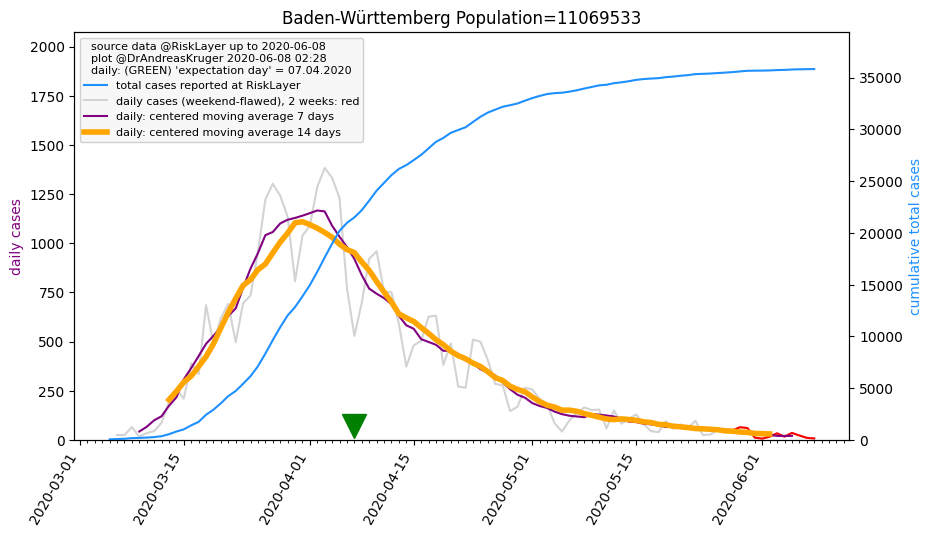 Baden-Württemberg Population=11069533
source data @RiskLayer up to 2020-06-08
plot @DrAndreasKruger 2020-06-08 02:28
daily: (GREEN) 'expectation day' = 07.04.2020
total cases reported at RiskLayer
daily cases (weekend-flawed), 2 weeks: red
daily: centered moving average 7 days
daily: centered moving average 14 days
daily cases
2000
1750
1500
1250
1000
750
500
250
0
35000
30000
25000
20000
15000
10000
5000
0
cumulative total cases
2020-03-01
2020-03-15
2020-04-01
2020-04-15
2020-05-01
2020-05-15
2020-06-01